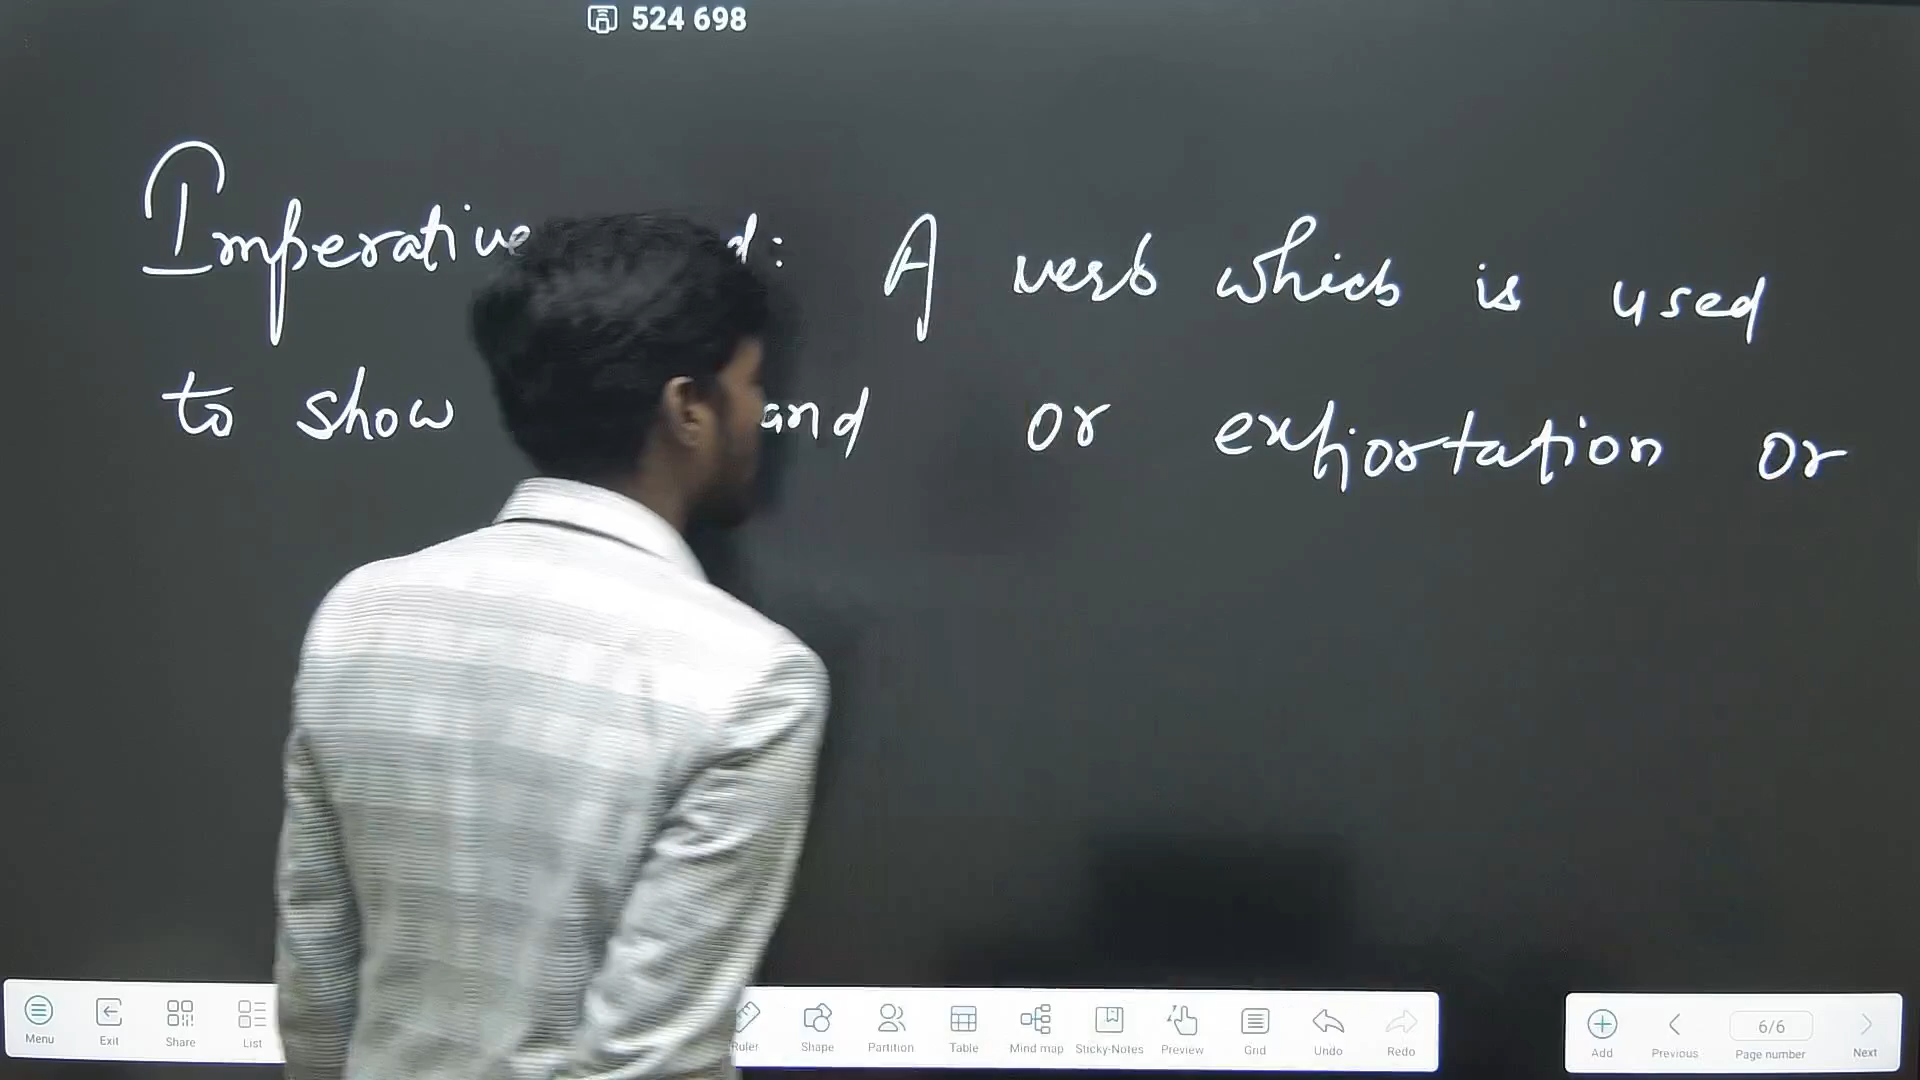 524 698
Imperative d: A verb which is used
to show and or exhortation or
Menu Exit Share List Ruler Shape Partition Table Mind map Sticky-Notes Preview Grid Undo Redo Add Previous 6/6 Page number Next